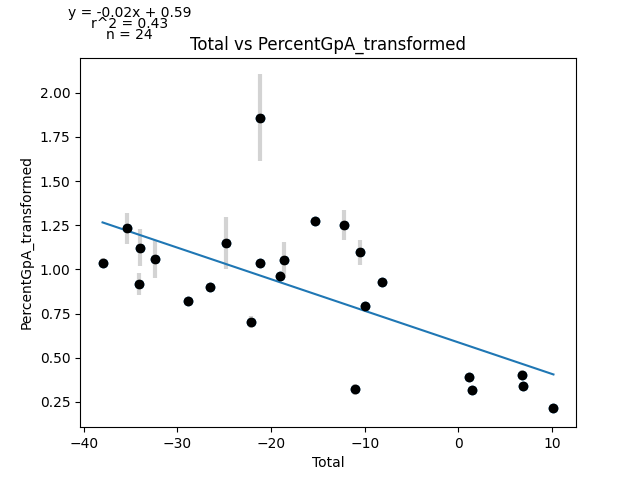 y = -0.02x + 0.59
r^2 = 0.43
n = 24
Total vs PercentGpA_transformed
PercentGpA_transformed
2.00
1.75
1.50
1.25
1.00
0.75
0.50
0.25
−40 −30 −20 −10 0 10
Total